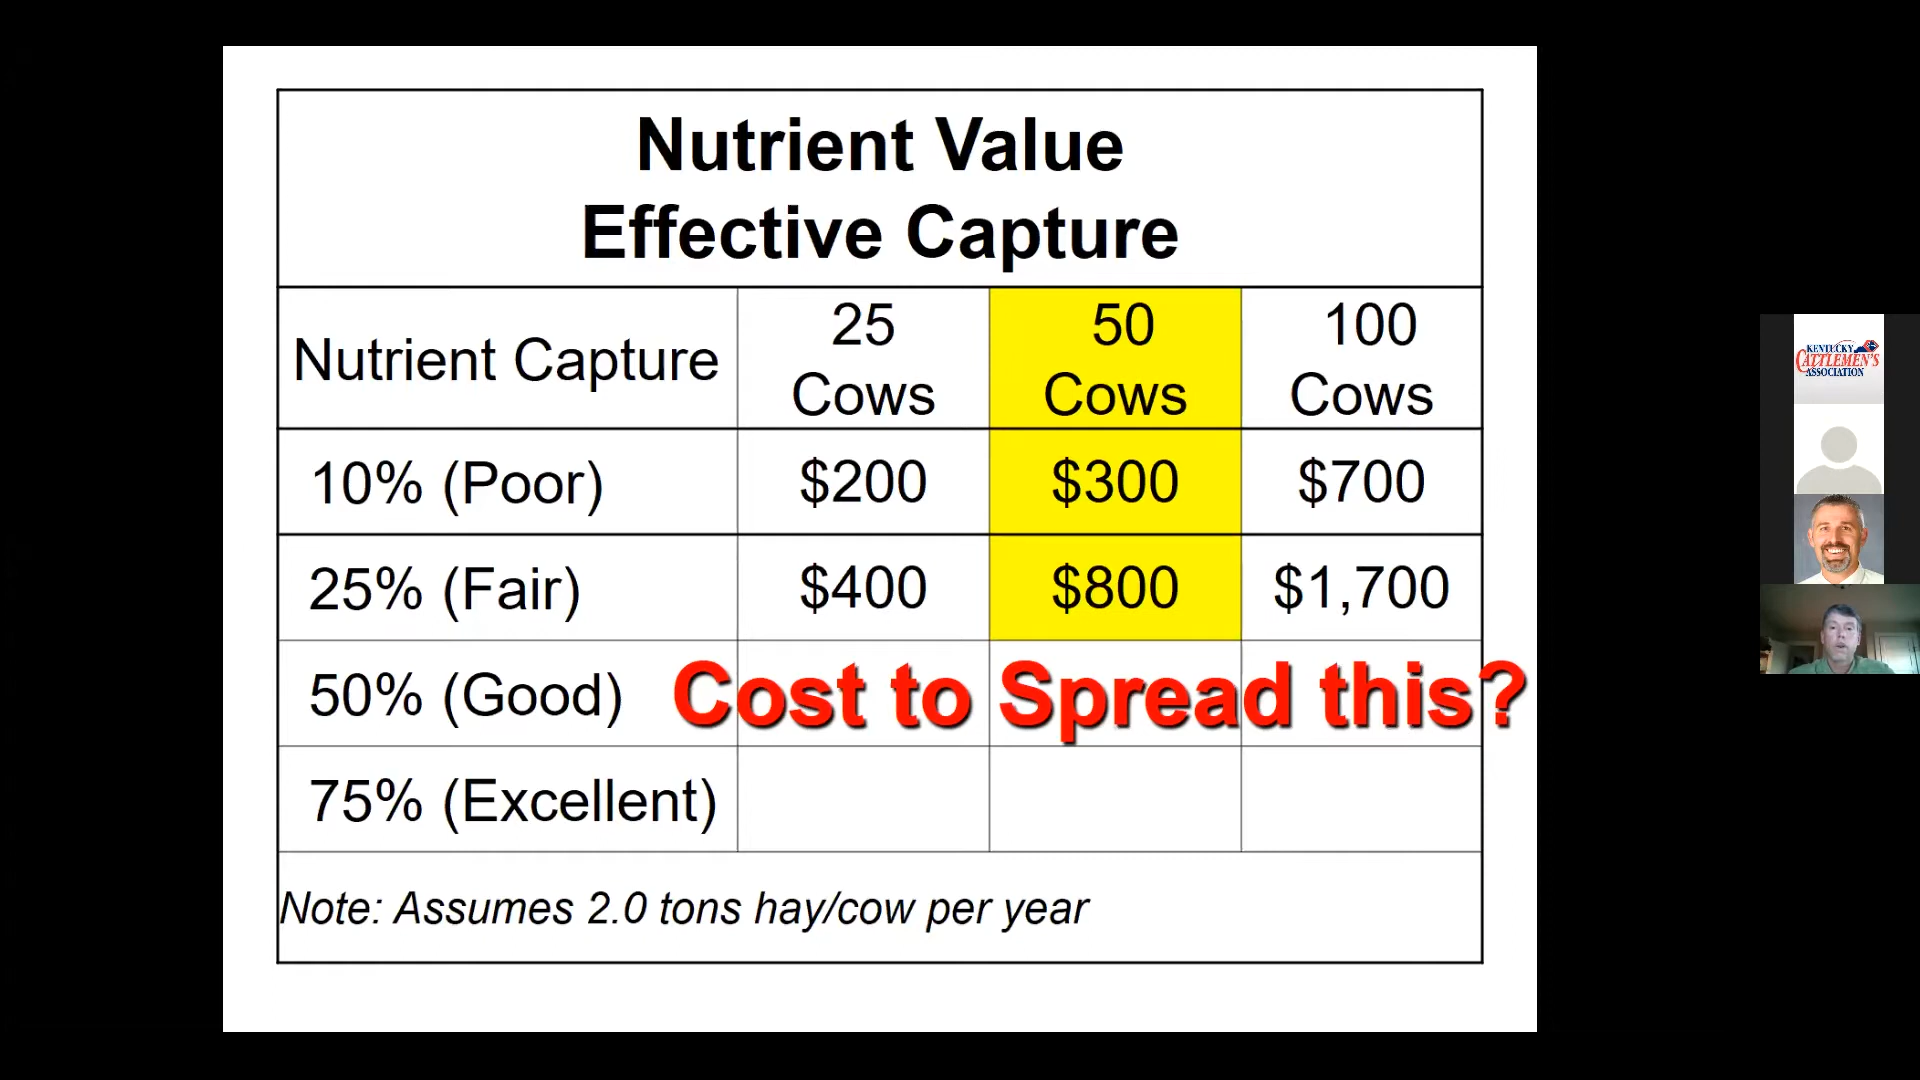 Nutrient Value
Effective Capture
Nutrient Capture
25
Cows
50
Cows
100
Cows
10% (Poor)
$200
$300
$700
25% (Fair)
$400
$800
$1,700
50% (Good)
Cost to Spread this?
75% (Excellent)
Note: Assumes 2.0 tons hay/cow per year
KENTUCKY
CATTLEMEN'S
ASSOCIATION